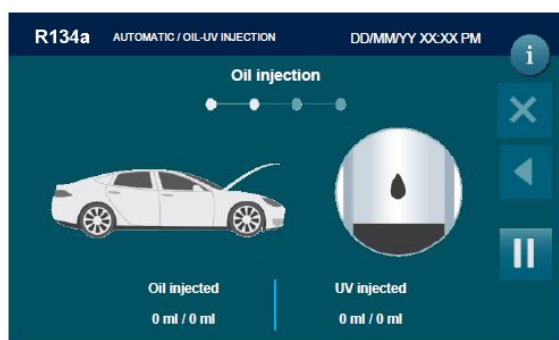 R134a AUTOMATIC / OIL-UV INJECTION DD/MM/YY XX:XX PM
i
Oil injection
Oil injected UV injected
0 ml / 0 ml 0 ml / 0 ml